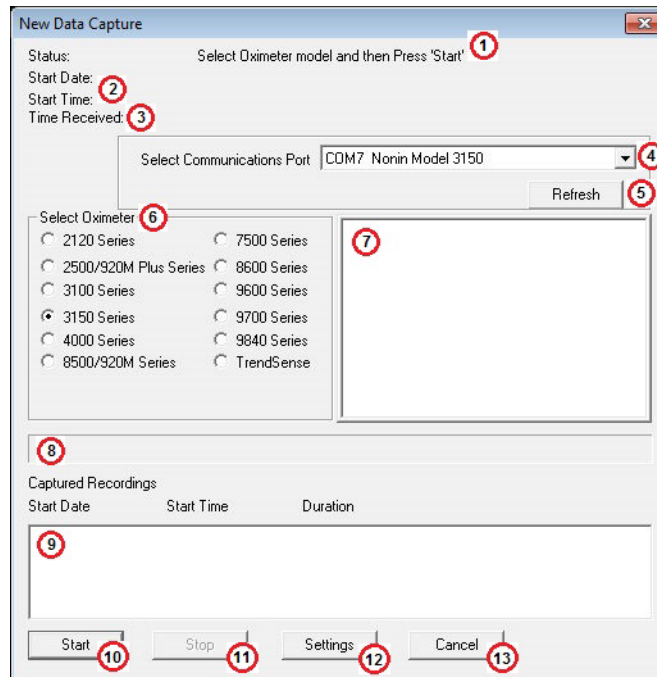 New Data Capture
Status: Select Oximeter model and then Press 'Start' 1
Start Date:
2
Start Time:
Time Received: 3
Select Communications Port COM7 Nonin Model 3150 4
Refresh 5
Select Oximeter 6
2120 Series 7500 Series 7
2500/920M Plus Series 8600 Series
3100 Series 9600 Series
3150 Series 9700 Series
4000 Series 9840 Series
8500/920M Series TrendSense
8
Captured Recordings
Start Date Start Time Duration
9
Start 10 Stop 11 Settings 12 Cancel 13